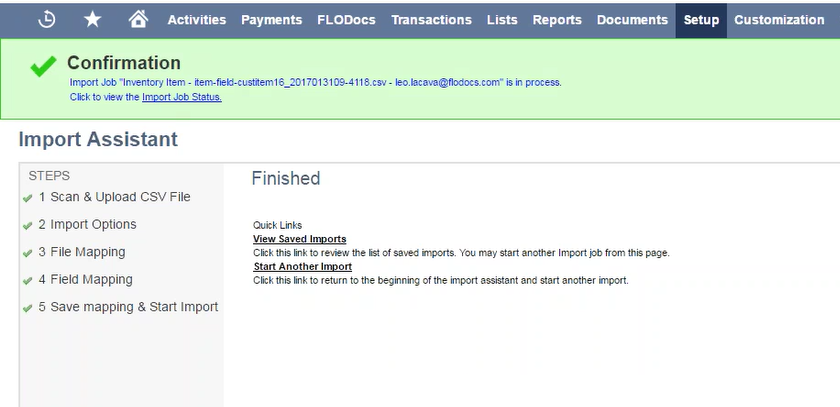 Activities Payments FLODocs Transactions Lists Reports Documents Setup Customization
Confirmation
Import Job "Inventory Item - item-field-custitem16_2017013109-4118.csv - leo.lacava@flodocs.com" is in process.
Click to view the Import Job Status.
Import Assistant
STEPS
1 Scan & Upload CSV File
2 Import Options
3 File Mapping
4 Field Mapping
5 Save mapping & Start Import
Finished
Quick Links
View Saved Imports
Click this link to review the list of saved imports. You may start another Import job from this page.
Start Another Import
Click this link to return to the beginning of the import assistant and start another import.